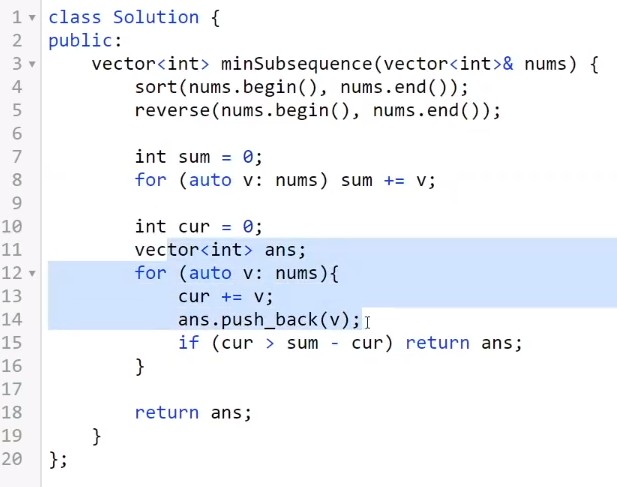 1 class Solution {
2 public:
3     vector<int> minSubsequence(vector<int>& nums) {
4         sort(nums.begin(), nums.end());
5         reverse(nums.begin(), nums.end());
6
7         int sum = 0;
8         for (auto v: nums) sum += v;
9
10         int cur = 0;
11         vector<int> ans;
12         for (auto v: nums){
13             cur += v;
14             ans.push_back(v);
15             if (cur > sum - cur) return ans;
16         }
17
18         return ans;
19     }
20 };